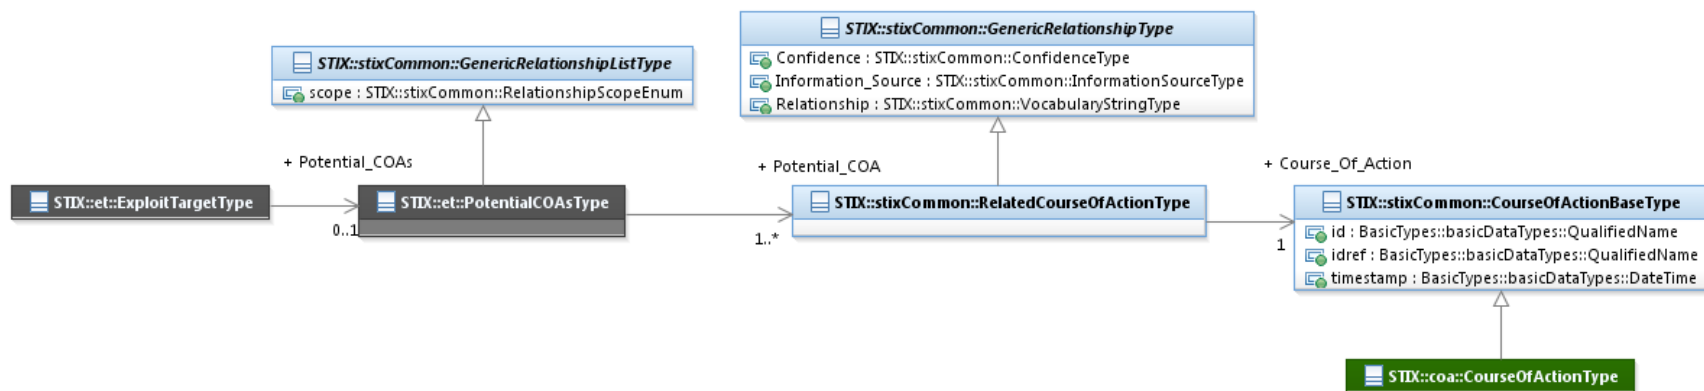 STIX::stixCommon::GenericRelationshipType
Confidence : STIX::stixCommon::ConfidenceType
Information_Source : STIX::stixCommon::InformationSourceType
Relationship : STIX::stixCommon::VocabularyStringType
STIX::stixCommon::GenericRelationshipListType
scope : STIX::stixCommon::RelationshipScopeEnum
+ Potential_COAs
+ Potential_COA
+ Course_Of_Action
STIX::et::ExploitTargetType
0..1
STIX::et::PotentialCOAsType
1..*
STIX::stixCommon::RelatedCourseOfActionType
1
STIX::stixCommon::CourseOfActionBaseType
id : BasicTypes::basicDataTypes::QualifiedName
idref : BasicTypes::basicDataTypes::QualifiedName
timestamp : BasicTypes::basicDataTypes::DateTime
STIX::coa::CourseOfActionType